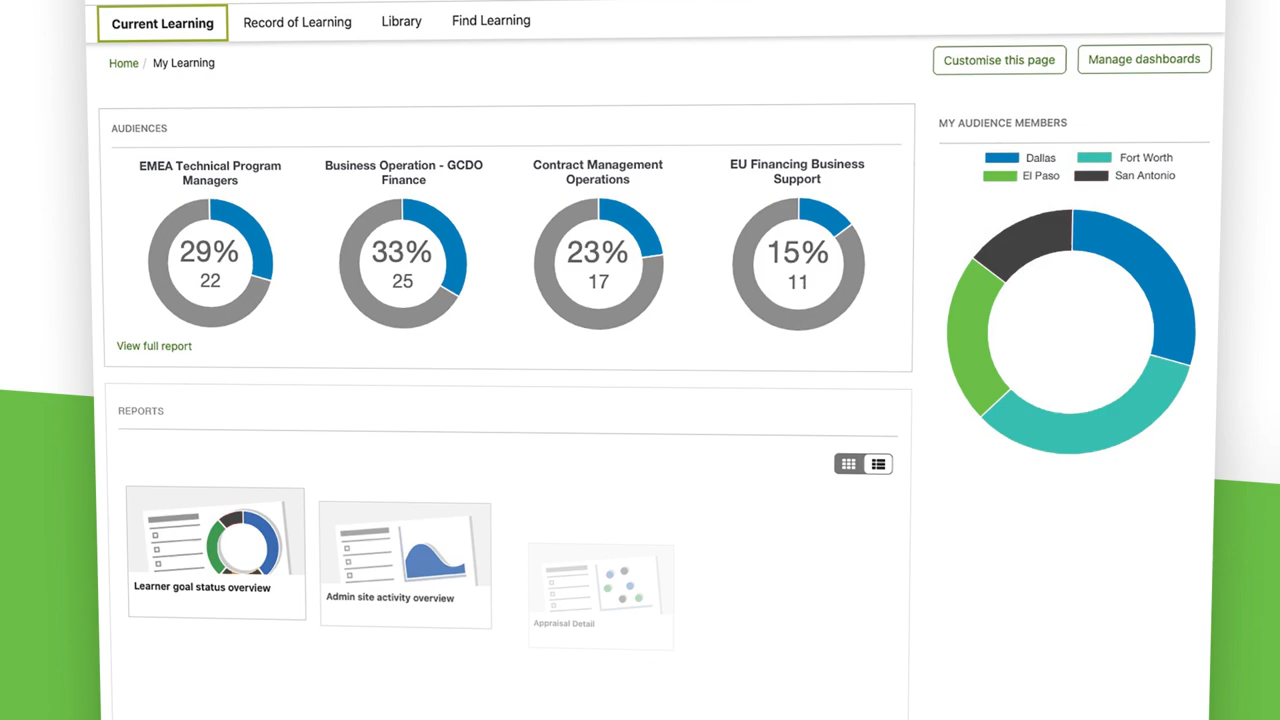 Current Learning
Record of Learning
Library
Find Learning
Home / My Learning
Customise this page
Manage dashboards
AUDIENCES
EMEA Technical Program
Managers
29%
22
Business Operation - GCDO
Finance
33%
25
Contract Management
Operations
23%
17
EU Financing Business
Support
15%
11
View full report
MY AUDIENCE MEMBERS
Dallas
Fort Worth
El Paso
San Antonio
REPORTS
Learner goal status overview
Admin site activity overview
Appraisal Detail